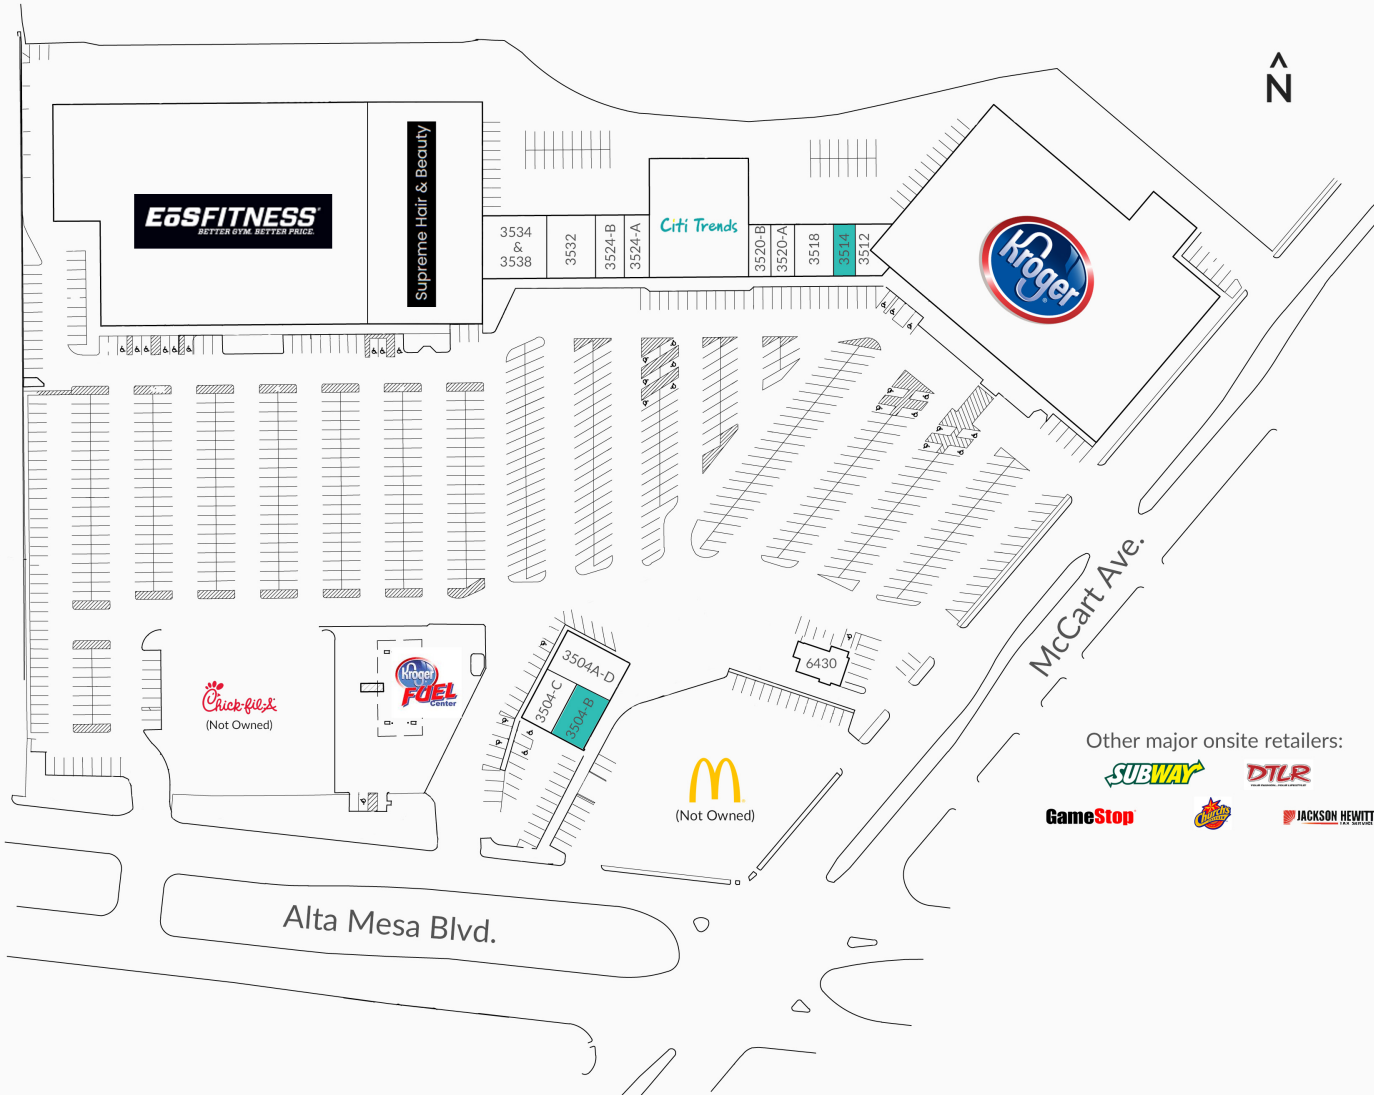 N
EōSFITNESS
BETTER GYM. BETTER PRICE.
Supreme Hair & Beauty
3534
&
3538
3532
3524-B
3524-A
Citi Trends
3520-B
3520-A
3518
3514
3512
Kroger
McCart Ave.
Chick-fil-A
(Not Owned)
Kroger
FUEL
Center
3504A-D
3504-C
3504-B
6430
(Not Owned)
Other major onsite retailers:
SUBWAY
DTLR
GameStop
Church's
JACKSON HEWITT
TAX SERVICE
Alta Mesa Blvd.